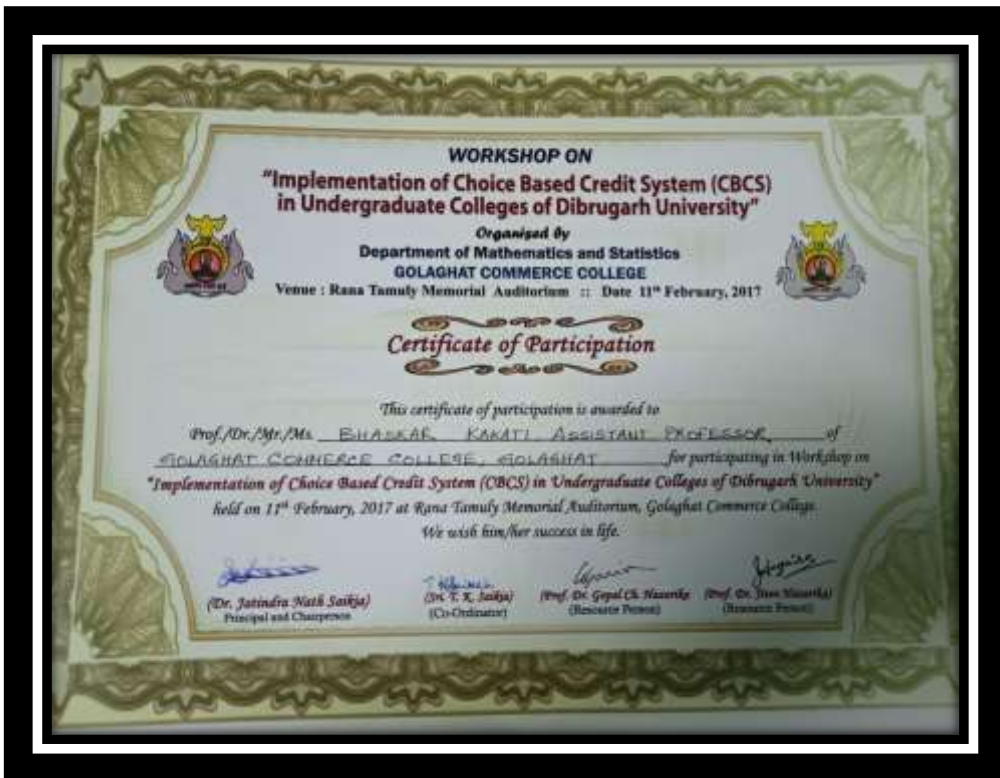 WORKSHOP ON
"Implementation of Choice Based Credit System (CBCS)
in Undergraduate Colleges of Dibrugarh University"
Organised By
Department of Mathematics and Statistics
GOLAGHAT COMMERCE COLLEGE
Venue : Rana Tamuly Memorial Auditorium :: Date 11th February, 2017
Certificate of Participation
This certificate of participation is awarded to
Prof./Dr./Mr./Ms. BHASKAR KAKATI ASSISTANT PROFESSOR, of
GOLAGHAT COMMERCE COLLEGE, GOLAGHAT for participating in Workshop on
"Implementation of Choice Based Credit System (CBCS) in Undergraduate Colleges of Dibrugarh University"
held on 11th February, 2017 at Rana Tamuly Memorial Auditorium, Golaghat Commerce College.
We wish him/her success in life.
(Dr. Jatindra Nath Saikia) (Sri. T. K. Saikia) (Prof. Dr. Gopal Ch. Hazarika (Prof. Dr. Jiten Hazarika)
Principal and Chairperson (Co-Ordinator) (Resource Person) (Resource Person)